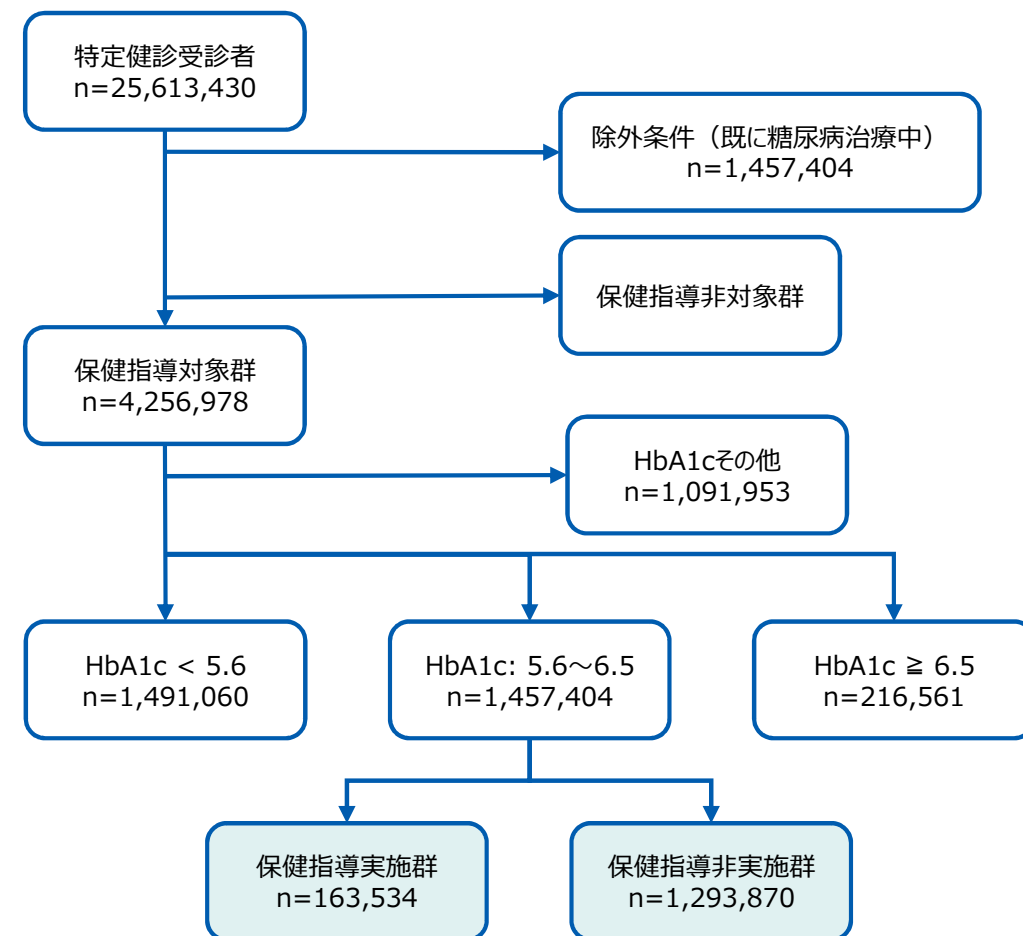 特定健診受診者
n=25,613,430
除外条件（既に糖尿病治療中）
n=1,457,404
保健指導非対象群
保健指導対象群
n=4,256,978
HbA1cその他
n=1,091,953
HbA1c < 5.6
n=1,491,060
HbA1c: 5.6～6.5
n=1,457,404
HbA1c ≧ 6.5
n=216,561
保健指導実施群
n=163,534
保健指導非実施群
n=1,293,870